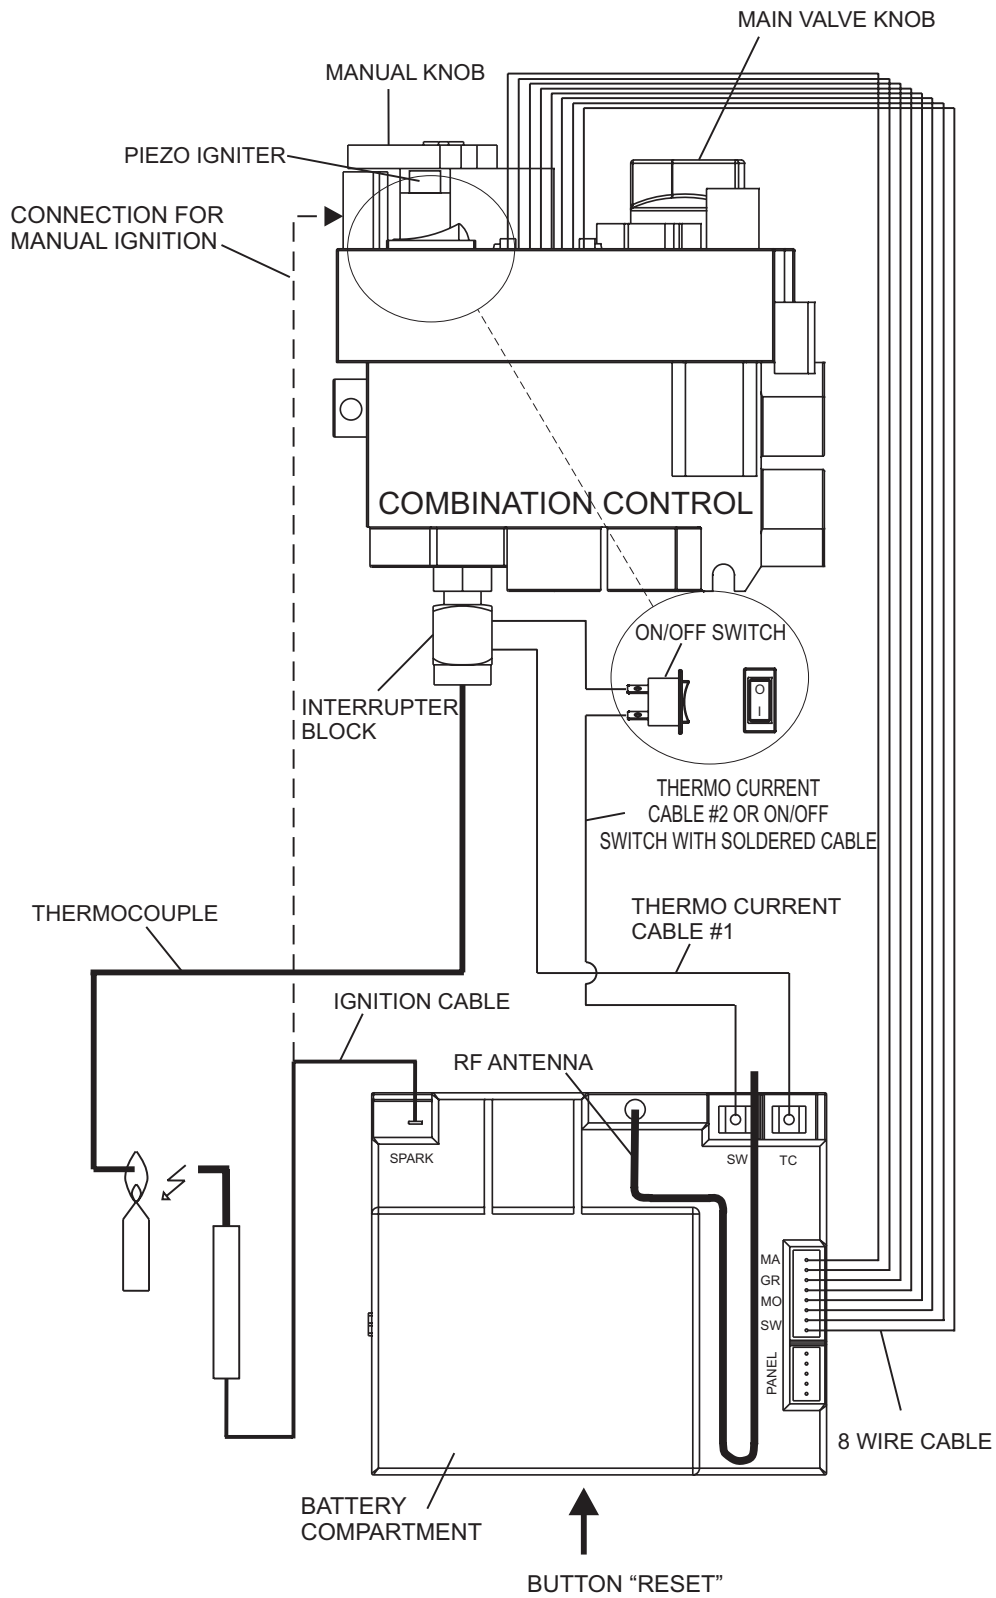 MAIN VALVE KNOB
MANUAL KNOB
PIEZO IGNITER
CONNECTION FOR
MANUAL IGNITION
COMBINATION CONTROL
ON/OFF SWITCH
O
I
INTERRUPTER
BLOCK
THERMO CURRENT
CABLE #2 OR ON/OFF
SWITCH WITH SOLDERED CABLE
THERMOCOUPLE
THERMO CURRENT
CABLE #1
IGNITION CABLE
RF ANTENNA
SPARK
SW
TC
MA
GR
MO
SW
PANEL
8 WIRE CABLE
BATTERY
COMPARTMENT
BUTTON “RESET”